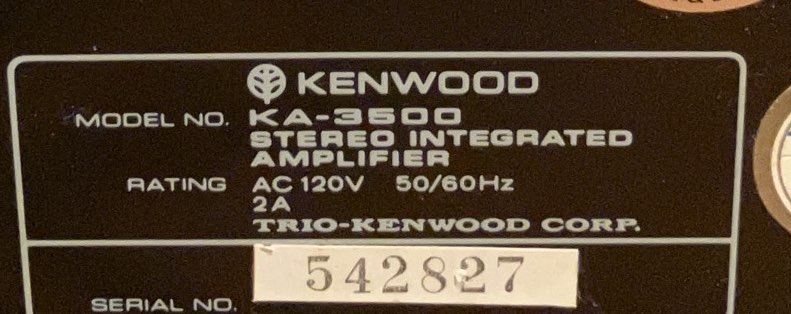 KENWOOD
MODEL NO. KA-3500
STEREO INTEGRATED
AMPLIFIER
RATING AC 120V 50/60Hz
2A
TRIO-KENWOOD CORP.
SERIAL NO. 542827